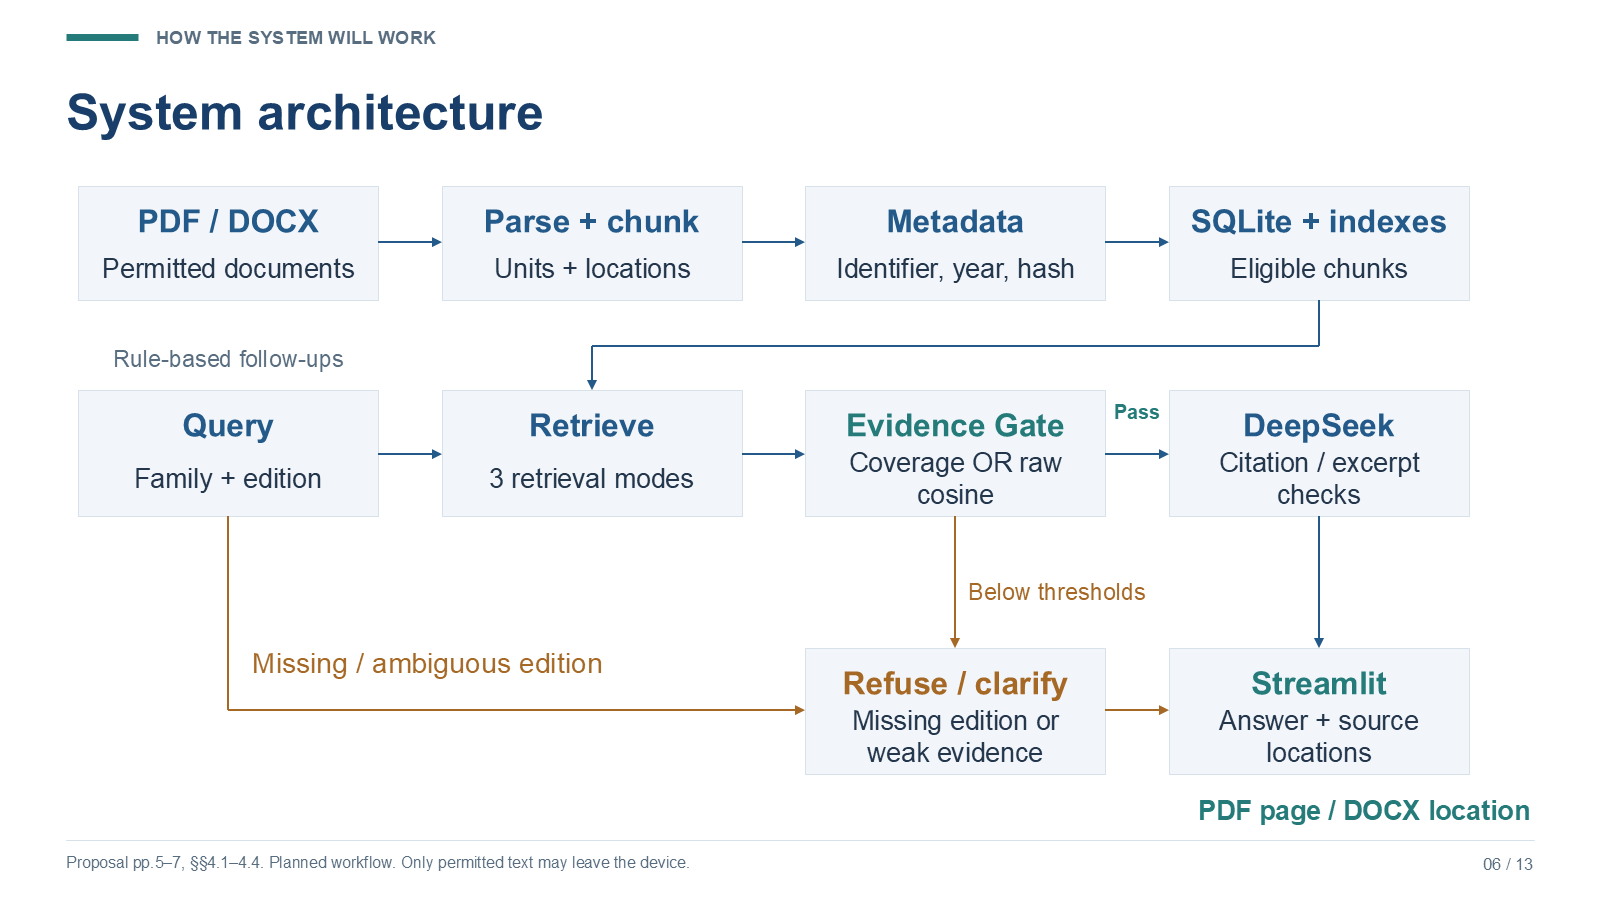 HOW THE SYSTEM WILL WORK
System architecture
PDF / DOCX
Permitted documents
Parse + chunk
Units + locations
Metadata
Identifier, year, hash
SQLite + indexes
Eligible chunks
Rule-based follow-ups
Query
Family + edition
Retrieve
3 retrieval modes
Evidence Gate
Coverage OR raw
cosine
Pass
DeepSeek
Citation / excerpt
checks
Below thresholds
Missing / ambiguous edition
Refuse / clarify
Missing edition or
weak evidence
Streamlit
Answer + source
locations
PDF page / DOCX location
Proposal pp.5–7, §§4.1–4.4. Planned workflow. Only permitted text may leave the device.
06 / 13